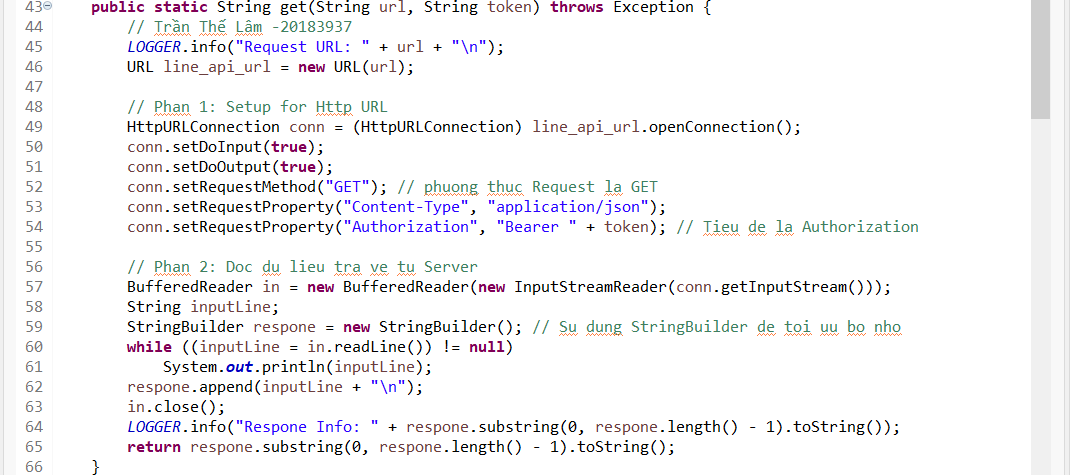 43 public static String get(String url, String token) throws Exception {
44 // Trần Thế Lâm -20183937
45 LOGGER.info("Request URL: " + url + "\n");
46 URL line_api_url = new URL(url);
47
48 // Phan 1: Setup for Http URL
49 HttpURLConnection conn = (HttpURLConnection) line_api_url.openConnection();
50 conn.setDoInput(true);
51 conn.setDoOutput(true);
52 conn.setRequestMethod("GET"); // phuong thuc Request la GET
53 conn.setRequestProperty("Content-Type", "application/json");
54 conn.setRequestProperty("Authorization", "Bearer " + token); // Tieu de la Authorization
55
56 // Phan 2: Doc du lieu tra ve tu Server
57 BufferedReader in = new BufferedReader(new InputStreamReader(conn.getInputStream()));
58 String inputLine;
59 StringBuilder respone = new StringBuilder(); // Su dung StringBuilder de toi uu bo nho
60 while ((inputLine = in.readLine()) != null)
61 System.out.println(inputLine);
62 respone.append(inputLine + "\n");
63 in.close();
64 LOGGER.info("Respone Info: " + respone.substring(0, respone.length() - 1).toString());
65 return respone.substring(0, respone.length() - 1).toString();
66 }